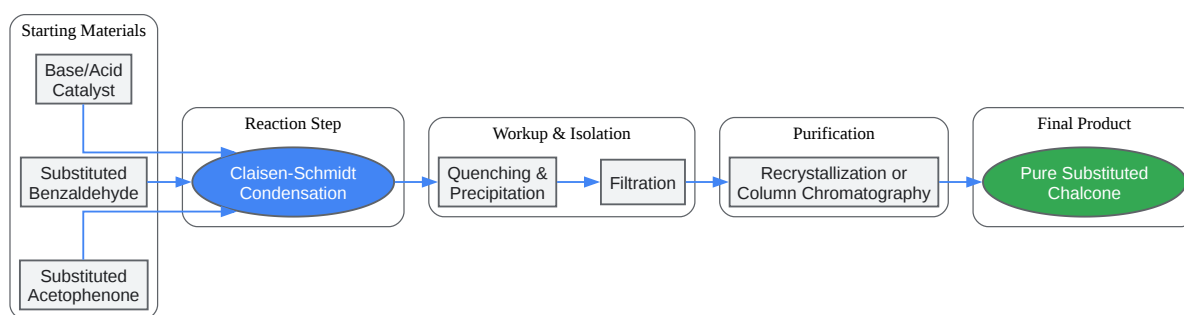 Starting Materials
Base/Acid
Catalyst
Substituted
Benzaldehyde
Substituted
Acetophenone
Reaction Step
Claisen-Schmidt
Condensation
Workup & Isolation
Quenching &
Precipitation
Filtration
Purification
Recrystallization or
Column Chromatography
Final Product
Pure Substituted
Chalcone